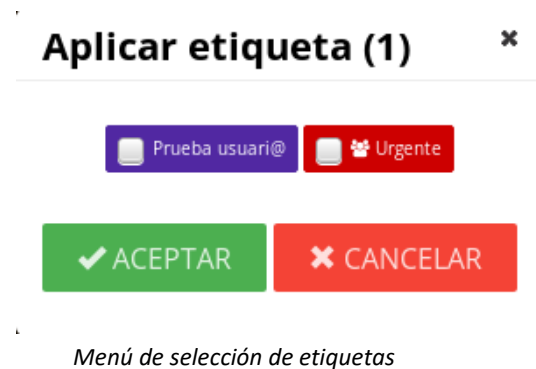 Aplicar etiqueta (1)
Prueba usuari@ Urgente
ACEPTAR CANCELAR
Menú de selección de etiquetas